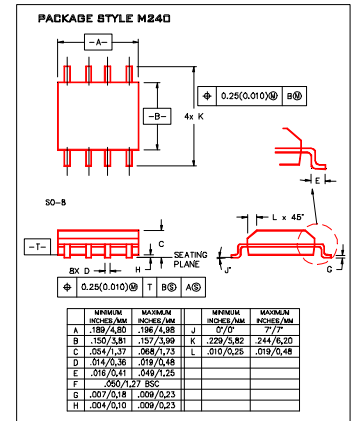 PACKAGE STYLE M240
-A-
-B-
4x K
⌖ 0.25(0.010)Ⓜ BⓂ
E
SO-8
L x 45°
-T-
C
SEATING
PLANE
8X D
H
J°
G
⌖ 0.25(0.010)Ⓜ T BⓈ AⓈ
MINIMUM INCHES/MM MAXIMUM INCHES/MM MINIMUM INCHES/MM MAXIMUM INCHES/MM
A .189/4,80 .196/4,98 J 0°/0° 7°/7°
B .150/3,81 .157/3,99 K .229/5,82 .244/6,20
C .054/1,37 .068/1,73 L .010/0,25 .019/0,48
D .014/0,36 .019/0,48
E .016/0,41 .049/1,25
F .050/1,27 BSC
G .007/0,18 .009/0,23
H .004/0,10 .009/0,23